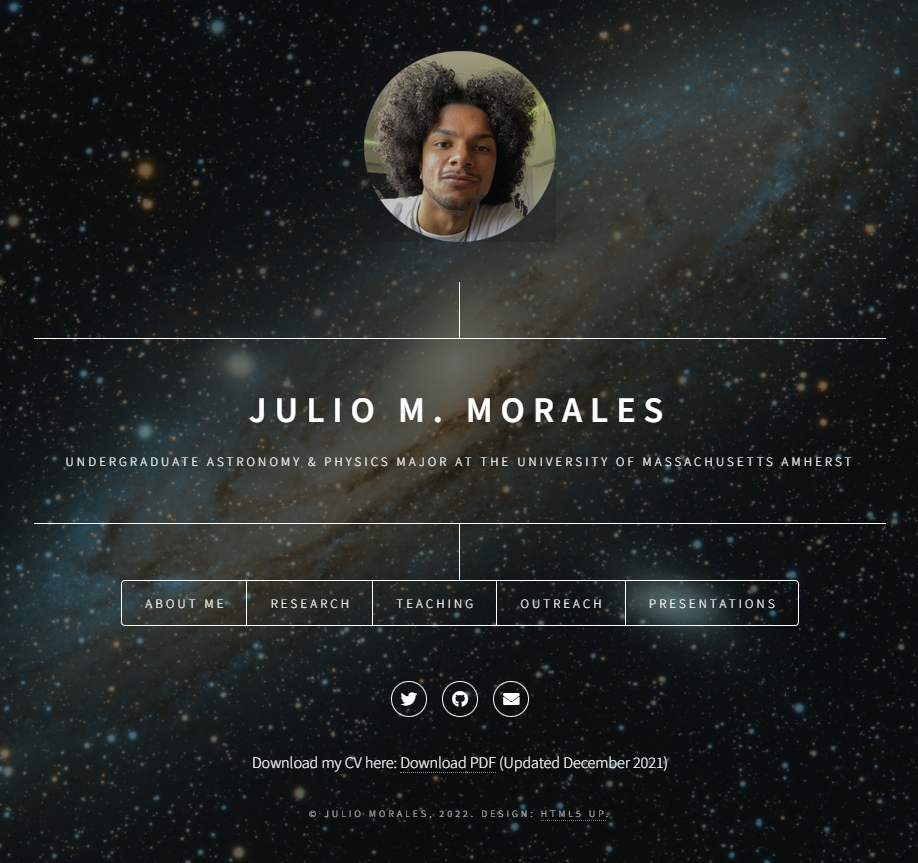 JULIO M. MORALES
UNDERGRADUATE ASTRONOMY & PHYSICS MAJOR AT THE UNIVERSITY OF MASSACHUSETTS AMHERST
ABOUT ME RESEARCH TEACHING OUTREACH PRESENTATIONS
Download my CV here: Download PDF (Updated December 2021)
© JULIO MORALES, 2022. DESIGN: HTML5 UP.